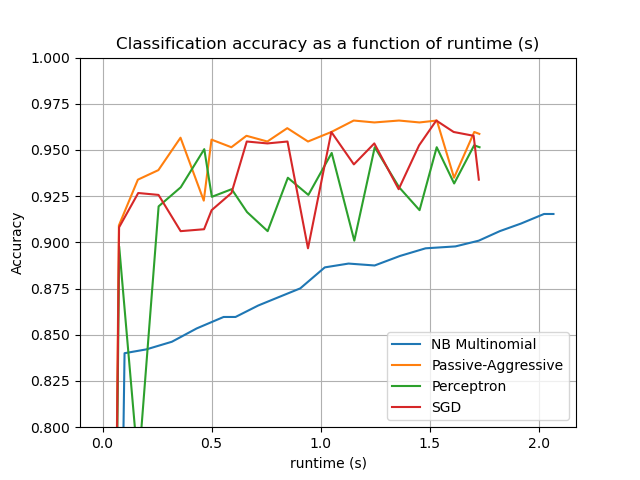 Classification accuracy as a function of runtime (s)
1.000
0.975
0.950
0.925
0.900
0.875
0.850
0.825
0.800
Accuracy
NB Multinomial
Passive-Aggressive
Perceptron
SGD
0.0 0.5 1.0 1.5 2.0
runtime (s)